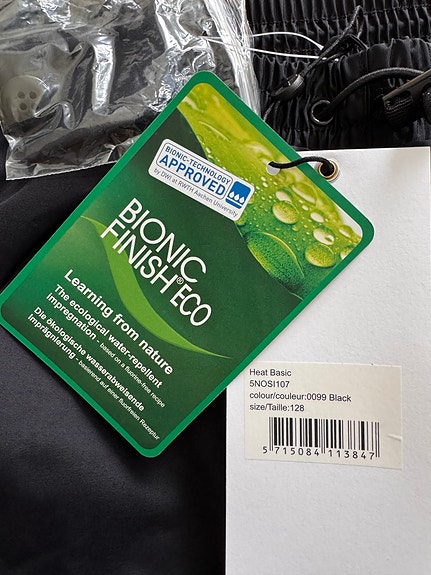 BIONIC-TECHNOLOGY
APPROVED
by DWI at RWTH Aachen University
BIONIC
FINISH® ECO
Learning from nature
The ecological water-repellent
impregnation - based on a fluorine-free recipe
Die ökologische wasserabweisende
Imprägnierung - basierend auf einer fluorfreien Rezeptur
Heat Basic
5NOSI107
colour/couleur:0099 Black
size/Taille:128
5 715084 113847